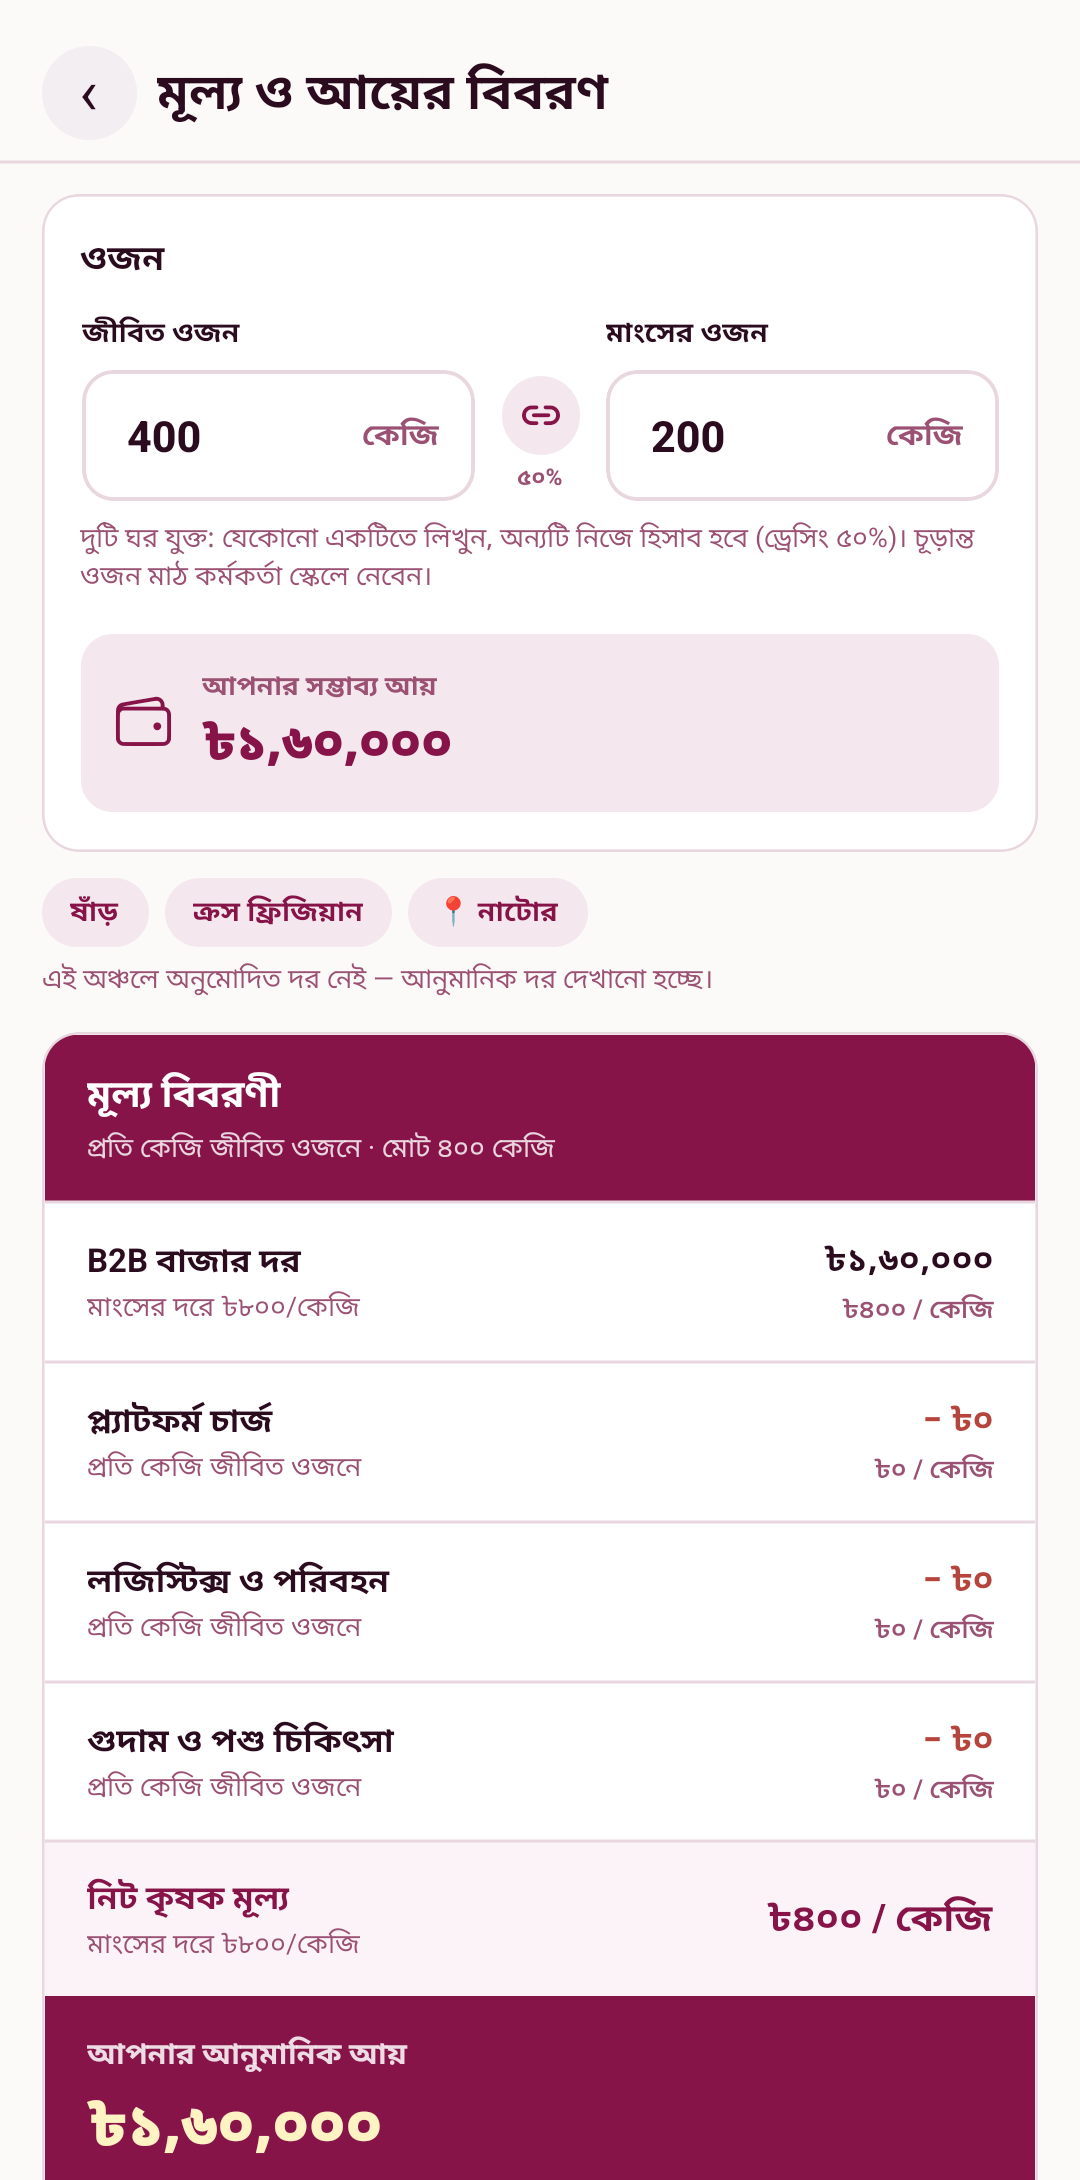 মূল্য ও আয়ের বিবরণ
ওজন
জীবিত ওজন
মাংসের ওজন
400 কেজি
৫০%
200 কেজি
দুটি ঘর যুক্ত: যেকোনো একটিতে লিখুন, অন্যটি নিজে হিসাব হবে (ড্রেসিং ৫০%)। চূড়ান্ত
ওজন মাঠ কর্মকর্তা স্কেলে নেবেন।
আপনার সম্ভাব্য আয়
৳১,৬০,০০০
ষাঁড়
ক্রস ফ্রিজিয়ান
নাটোর
এই অঞ্চলে অনুমোদিত দর নেই – আনুমানিক দর দেখানো হচ্ছে।
মূল্য বিবরণী
প্রতি কেজি জীবিত ওজনে · মোট ৪০০ কেজি
B2B বাজার দর
৳১,৬০,০০০
মাংসের দরে ৳৮০০/কেজি
৳৪০০ / কেজি
প্ল্যাটফর্ম চার্জ
− ৳০
প্রতি কেজি জীবিত ওজনে
৳০ / কেজি
লজিস্টিক্স ও পরিবহন
− ৳০
প্রতি কেজি জীবিত ওজনে
৳০ / কেজি
গুদাম ও পশু চিকিৎসা
− ৳০
প্রতি কেজি জীবিত ওজনে
৳০ / কেজি
নিট কৃষক মূল্য
৳৪০০ / কেজি
মাংসের দরে ৳৮০০/কেজি
আপনার আনুমানিক আয়
৳১,৬০,০০০